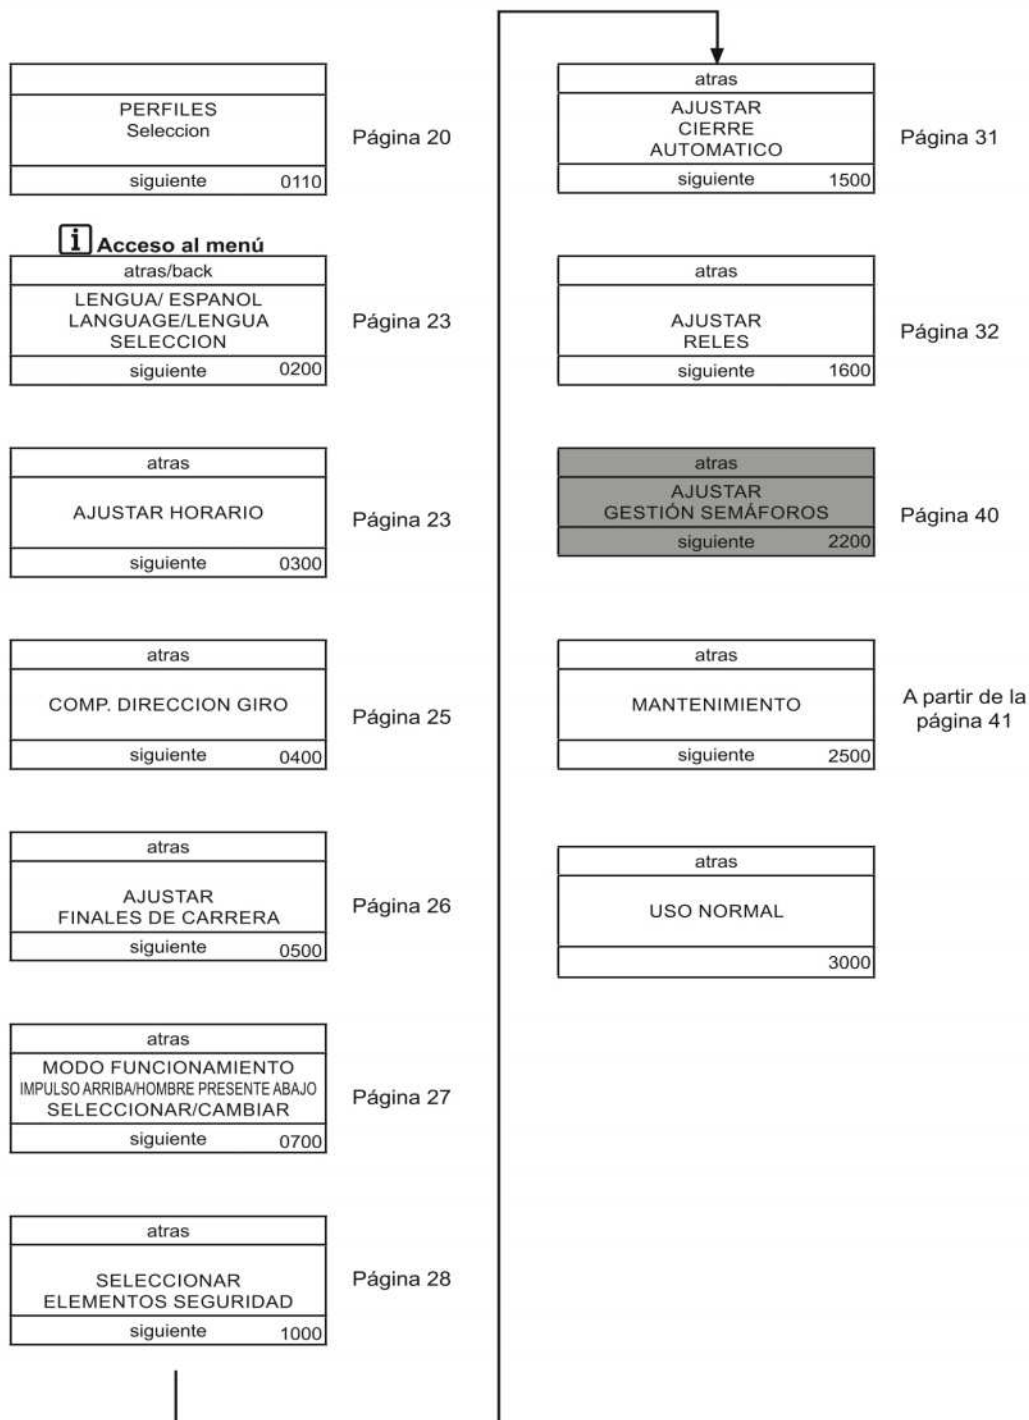 PERFILES
Seleccion
siguiente 0110
Página 20
i Acceso al menú
atras/back
LENGUA/ ESPANOL
LANGUAGE/LENGUA
SELECCION
siguiente 0200
Página 23
atras
AJUSTAR HORARIO
siguiente 0300
Página 23
atras
COMP. DIRECCION GIRO
siguiente 0400
Página 25
atras
AJUSTAR
FINALES DE CARRERA
siguiente 0500
Página 26
atras
MODO FUNCIONAMIENTO
IMPULSO ARRIBA/HOMBRE PRESENTE ABAJO
SELECCIONAR/CAMBIAR
siguiente 0700
Página 27
atras
SELECCIONAR
ELEMENTOS SEGURIDAD
siguiente 1000
Página 28
atras
AJUSTAR
CIERRE
AUTOMATICO
siguiente 1500
Página 31
atras
AJUSTAR
RELES
siguiente 1600
Página 32
atras
AJUSTAR
GESTIÓN SEMÁFOROS
siguiente 2200
Página 40
atras
MANTENIMIENTO
siguiente 2500
A partir de la
página 41
atras
USO NORMAL
3000